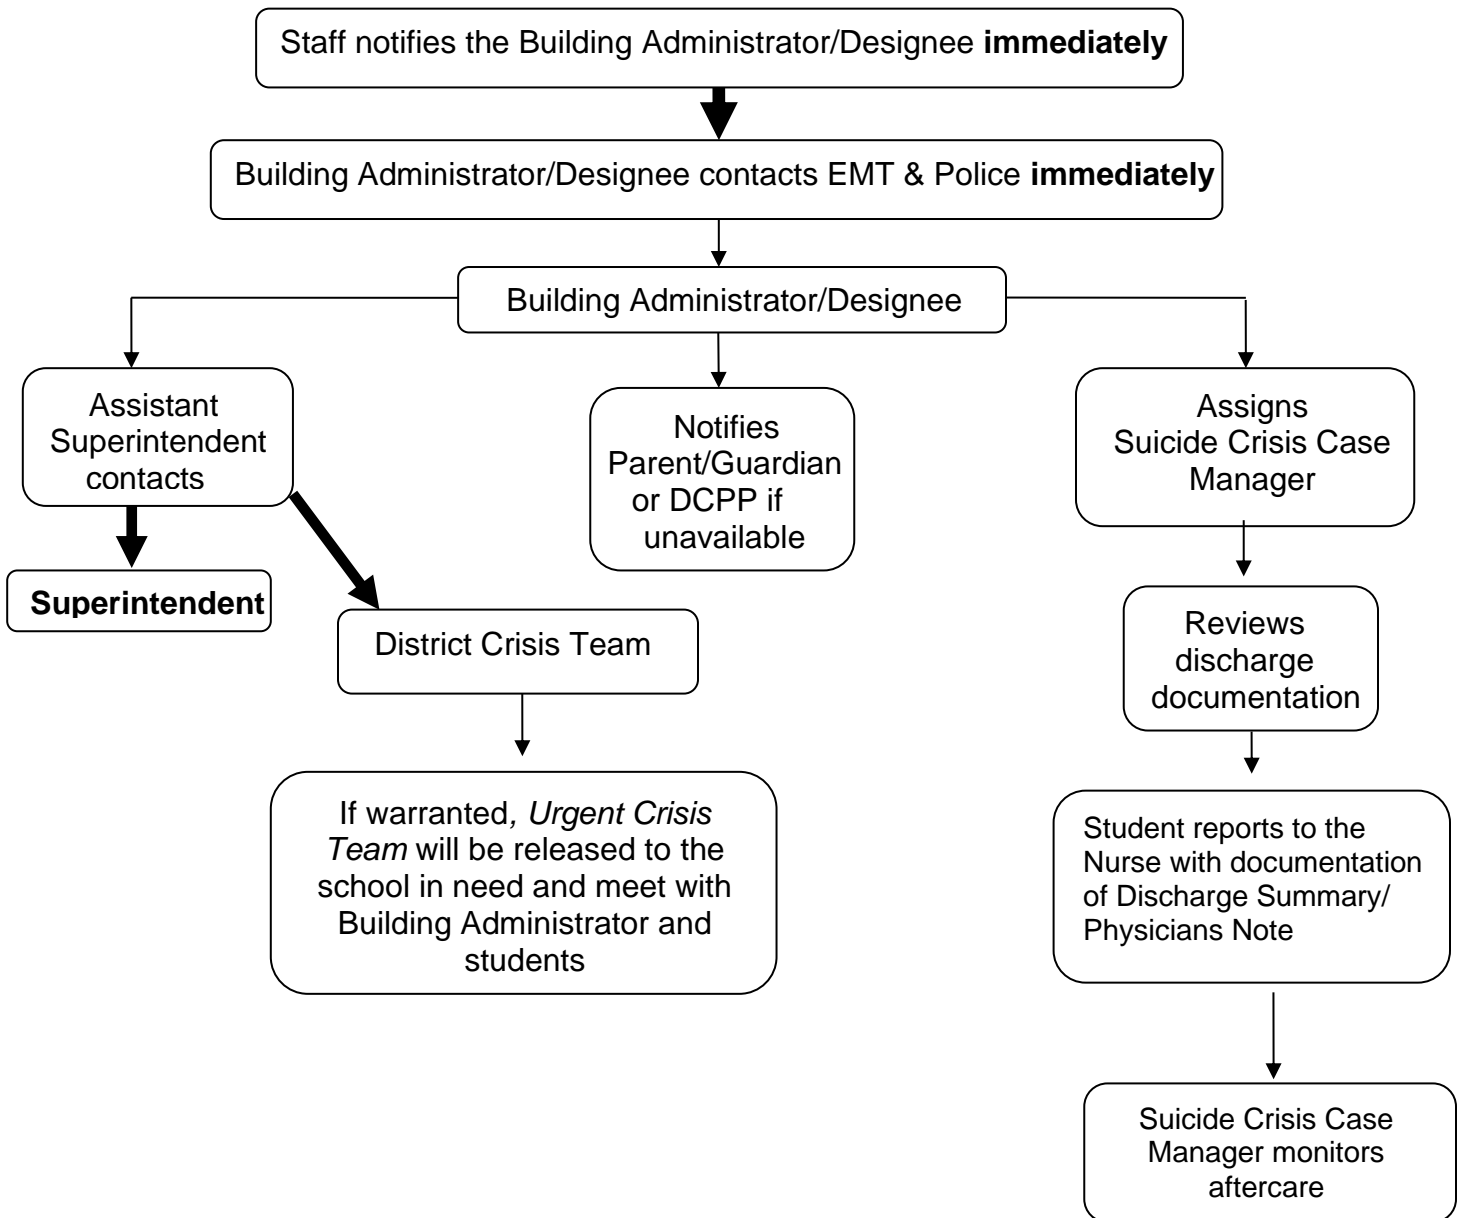 Staff notifies the Building Administrator/Designee immediately
Building Administrator/Designee contacts EMT & Police immediately
Building Administrator/Designee
Assistant
Superintendent
contacts
Superintendent
District Crisis Team
If warranted, Urgent Crisis
Team will be released to the
school in need and meet with
Building Administrator and
students
Notifies
Parent/Guardian
or DCPP if
unavailable
Assigns
Suicide Crisis Case
Manager
Reviews
discharge
documentation
Student reports to the
Nurse with documentation
of Discharge Summary/
Physicians Note
Suicide Crisis Case
Manager monitors
aftercare